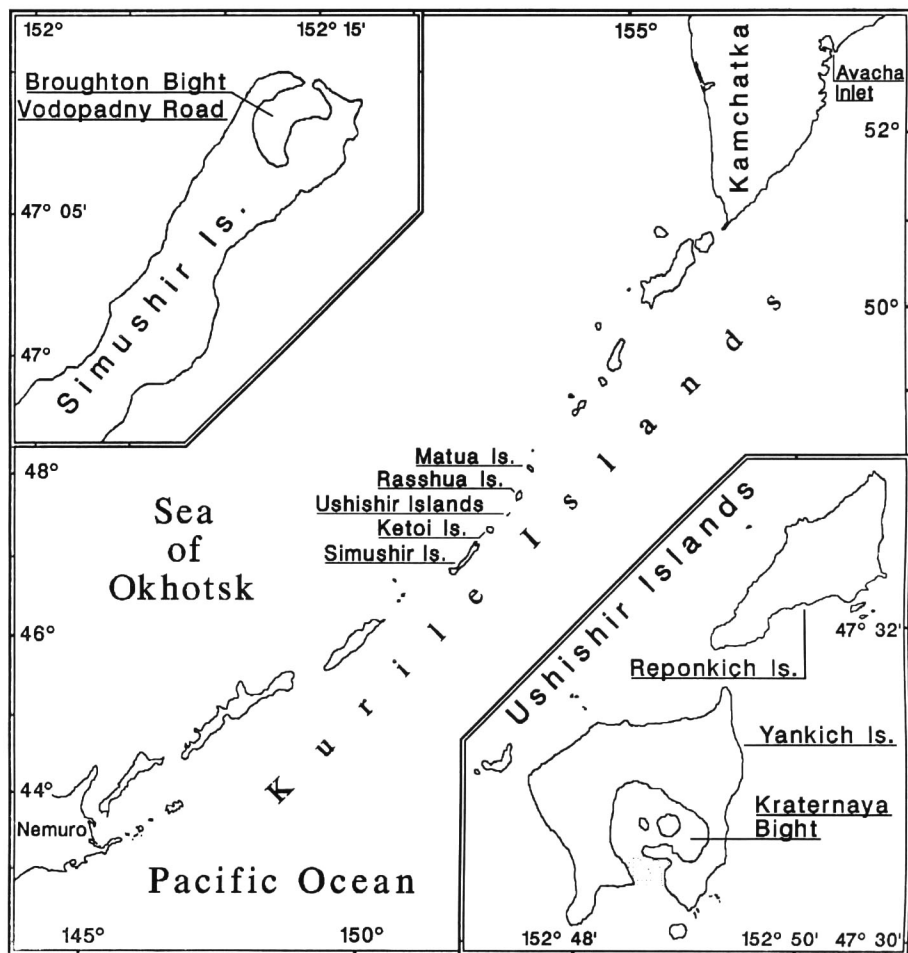 152°
152° 15'
Broughton Bight
Vodopadny Road
47° 05'
47°
Simushir Is.
155°
Kamchatka
Avacha
Inlet
52°
50°
48°
46°
44°
Sea
of
Okhotsk
Matua Is.
Rasshua Is.
Ushishir Islands
Ketoi Is.
Simushir Is.
Kurile Islands
Nemuro
Pacific Ocean
145°
150°
Ushishir Islands
47° 32'
Reponkich Is.
Yankich Is.
Kraternaya
Bight
152° 48'
152° 50'
47° 30'